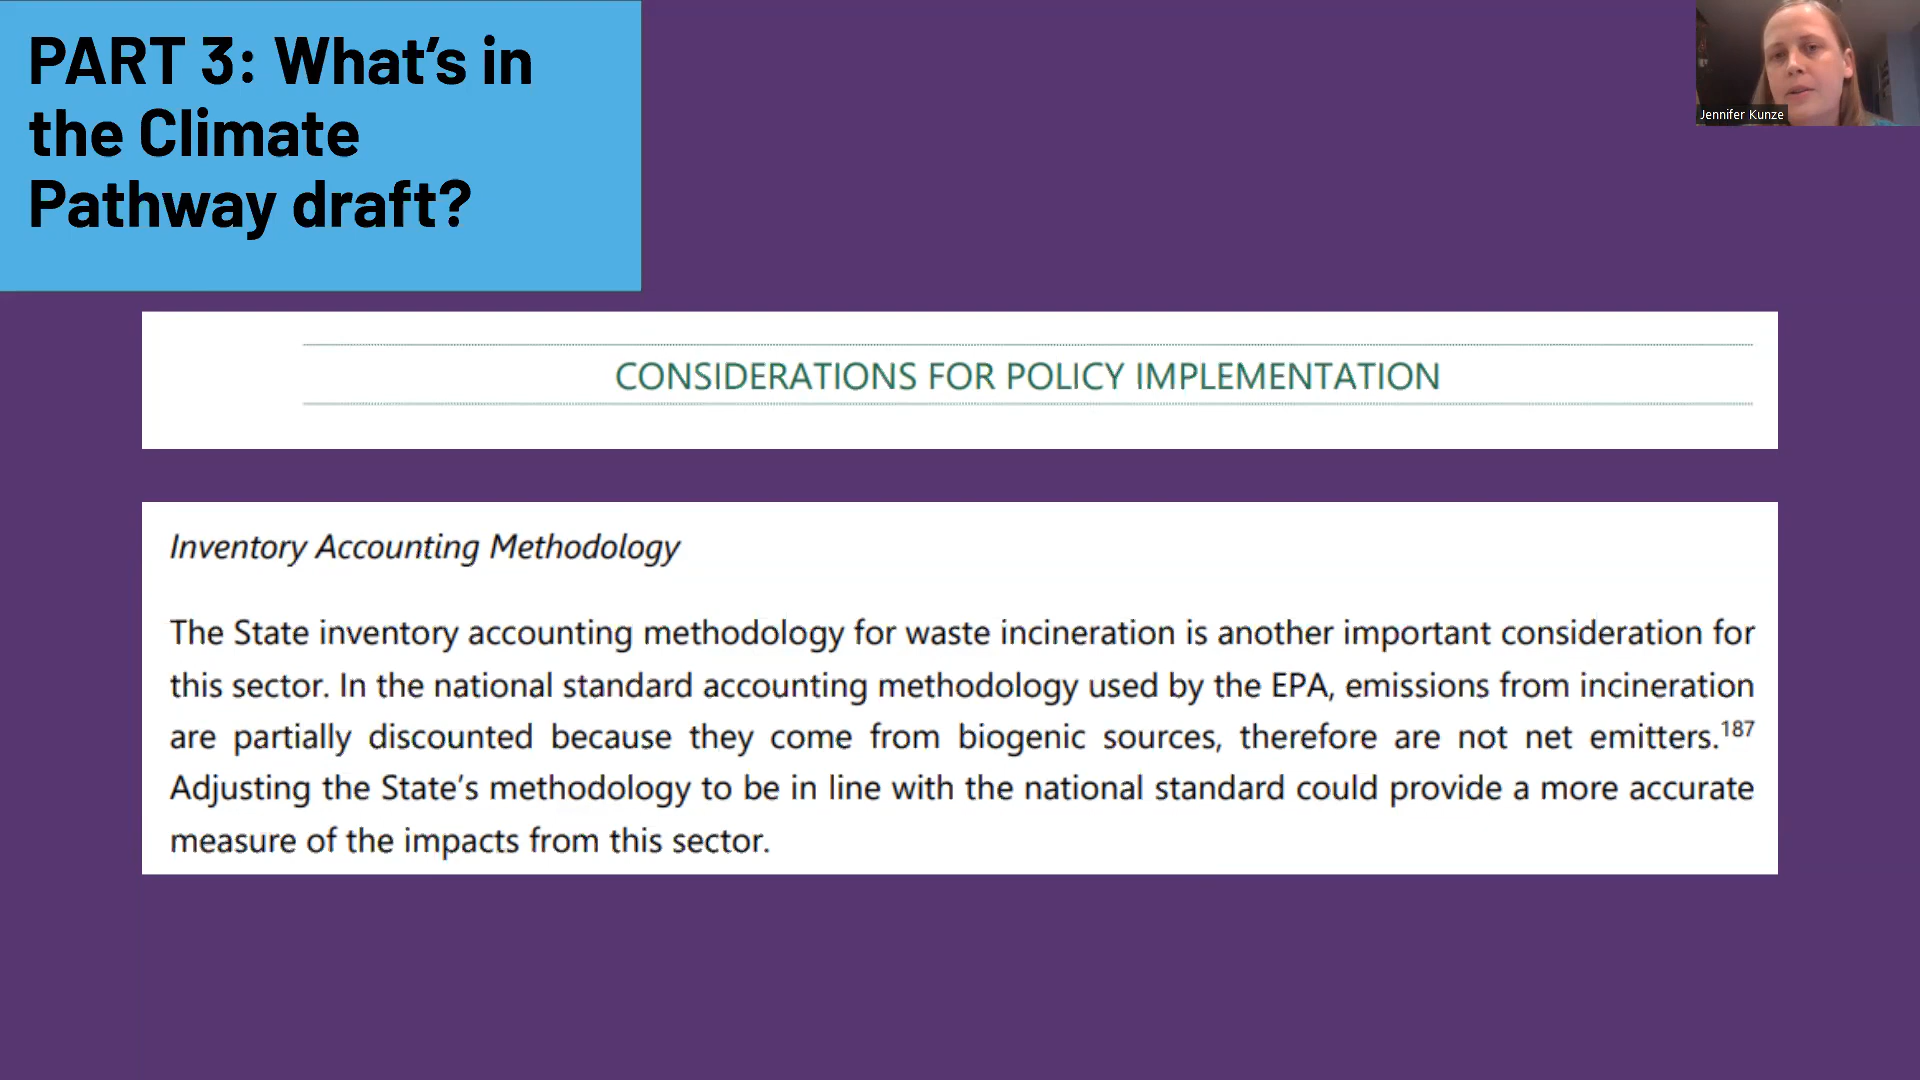 PART 3: What's in
the Climate
Pathway draft?
Jennifer Kunze
CONSIDERATIONS FOR POLICY IMPLEMENTATION
Inventory Accounting Methodology
The State inventory accounting methodology for waste incineration is another important consideration for
this sector. In the national standard accounting methodology used by the EPA, emissions from incineration
are partially discounted because they come from biogenic sources, therefore are not net emitters.187
Adjusting the State's methodology to be in line with the national standard could provide a more accurate
measure of the impacts from this sector.